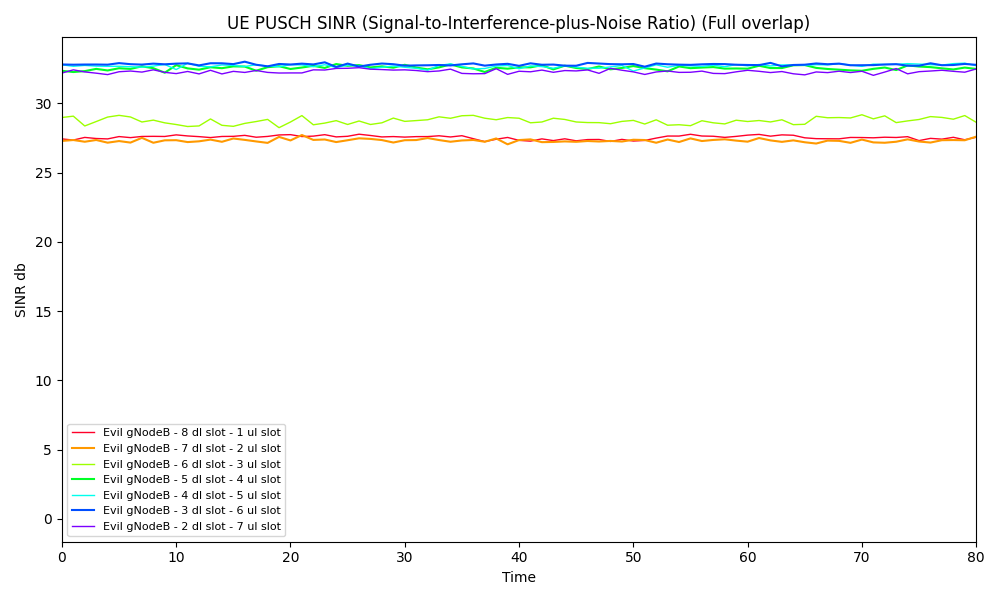 UE PUSCH SINR (Signal-to-Interference-plus-Noise Ratio) (Full overlap)
SINR db
30
25
20
15
10
5
0
Evil gNodeB - 8 dl slot - 1 ul slot
Evil gNodeB - 7 dl slot - 2 ul slot
Evil gNodeB - 6 dl slot - 3 ul slot
Evil gNodeB - 5 dl slot - 4 ul slot
Evil gNodeB - 4 dl slot - 5 ul slot
Evil gNodeB - 3 dl slot - 6 ul slot
Evil gNodeB - 2 dl slot - 7 ul slot
0 10 20 30 40 50 60 70 80
Time